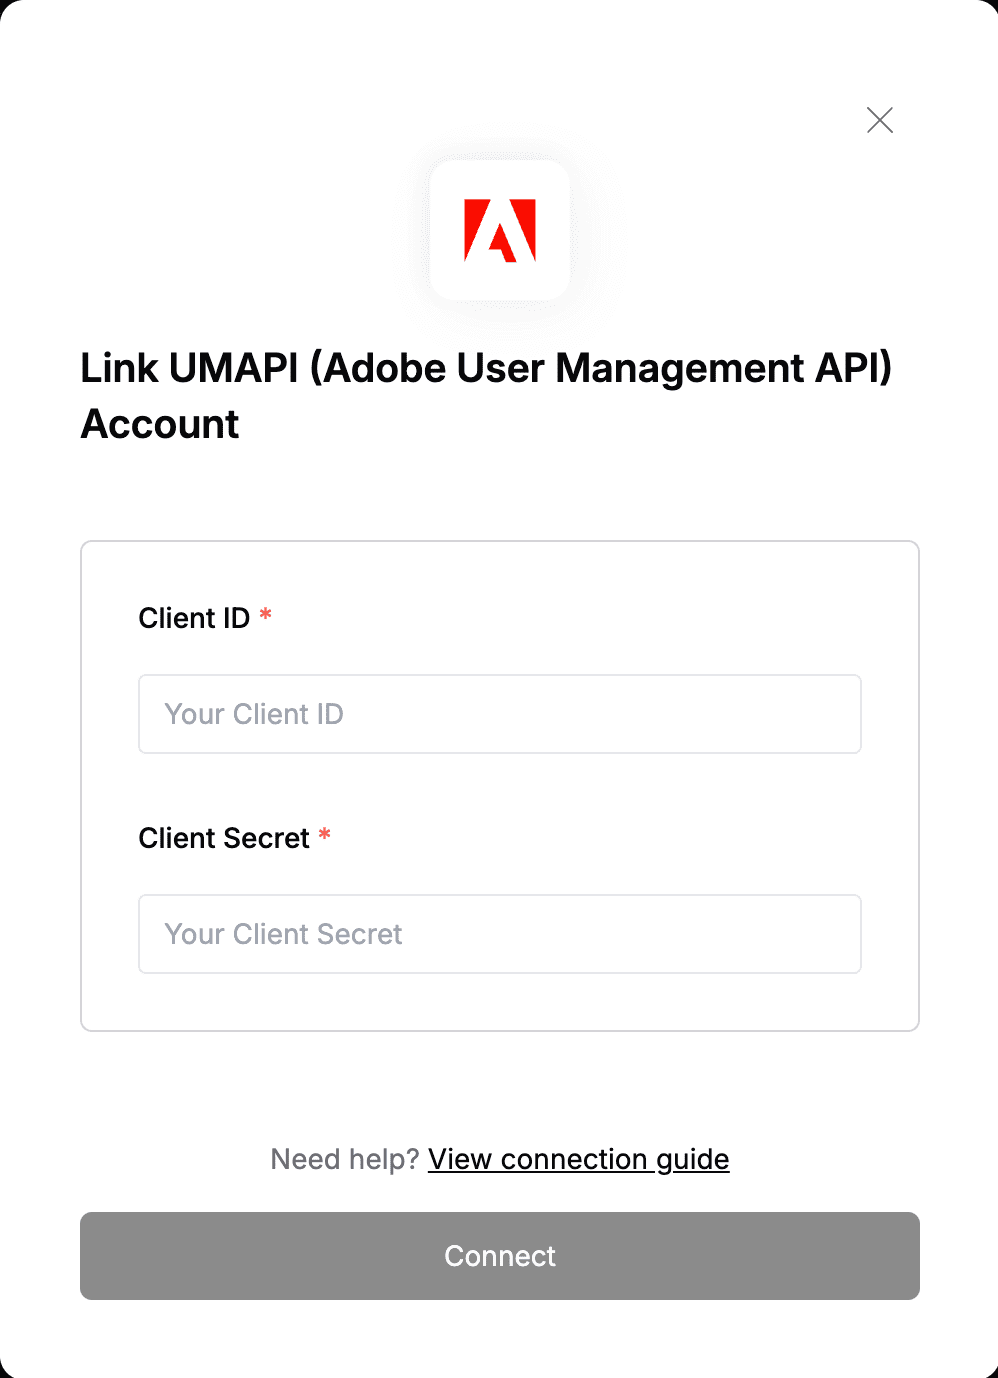 Link UMAPI (Adobe User Management API)
Account
Client ID *
Your Client ID
Client Secret *
Your Client Secret
Need help? View connection guide
Connect